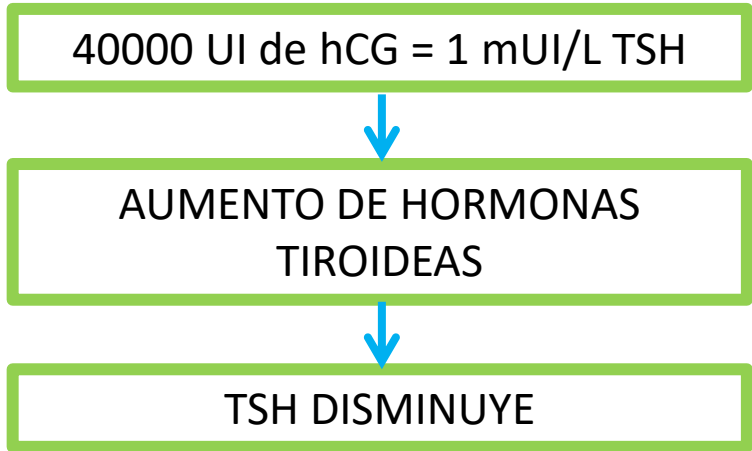 40000 UI de hCG = 1 mUI/L TSH
AUMENTO DE HORMONAS
TIROIDEAS
TSH DISMINUYE